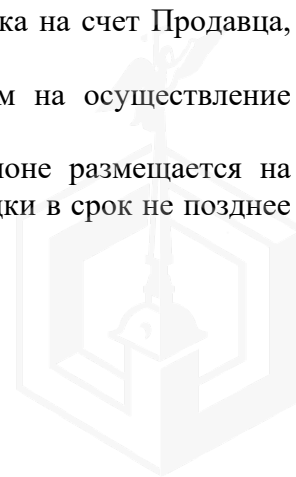 ка на счет Продавца,
м на осуществление
оне размещается на
дки в срок не позднее